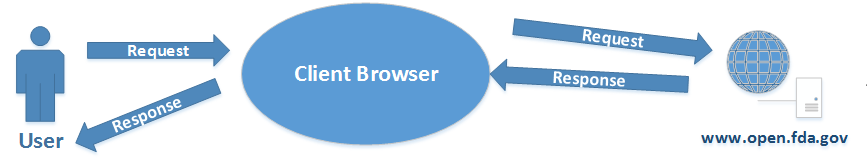 Request
Response
User
Client Browser
Request
Response
www.open.fda.gov